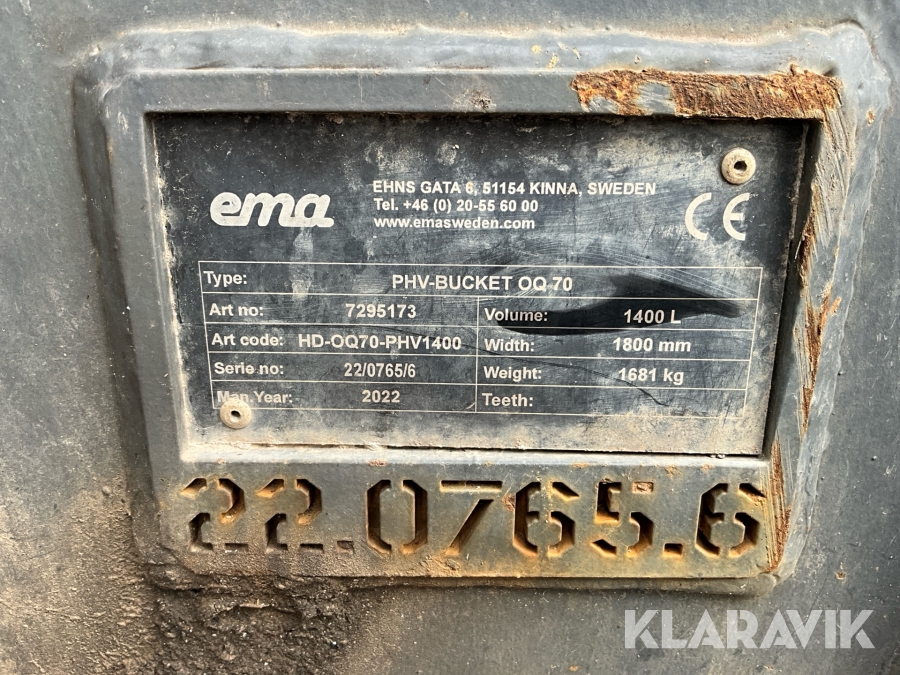 ema
EHNS GATA 6, 51154 KINNA, SWEDEN
Tel. +46 (0) 20-55 60 00
www.emasweden.com
CE
Type: PHV-BUCKET OQ 70
Art no: 7295173 Volume: 1400 L
Art code: HD-OQ70-PHV1400 Width: 1800 mm
Serie no: 22/0765/6 Weight: 1681 kg
Man.Year: 2022 Teeth:
22.0765.6
KLARAVIK